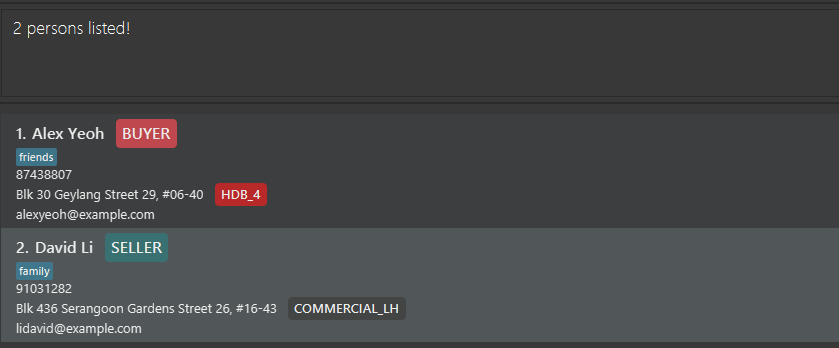 2 persons listed!
1. Alex Yeoh BUYER
friends
87438807
Blk 30 Geylang Street 29, #06-40 HDB_4
alexyeoh@example.com
2. David Li SELLER
family
91031282
Blk 436 Serangoon Gardens Street 26, #16-43 COMMERCIAL_LH
lidavid@example.com